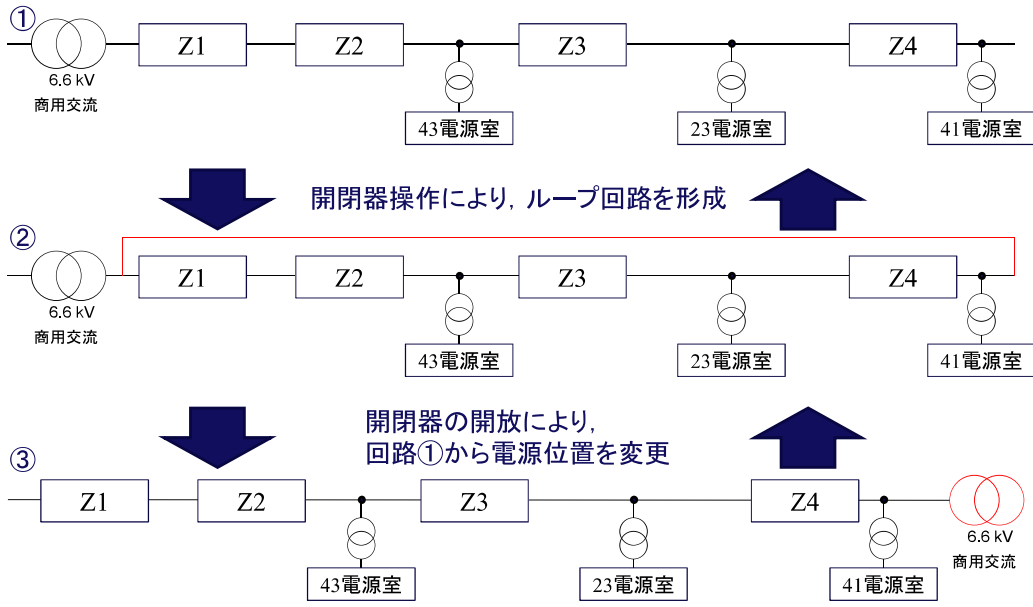 ①
Z1
Z2
Z3
Z4
6.6 kV
商用交流
43電源室
23電源室
41電源室
開閉器操作により, ループ回路を形成
②
Z1
Z2
Z3
Z4
6.6 kV
商用交流
43電源室
23電源室
41電源室
開閉器の開放により,
回路①から電源位置を変更
③
Z1
Z2
Z3
Z4
6.6 kV
商用交流
43電源室
23電源室
41電源室